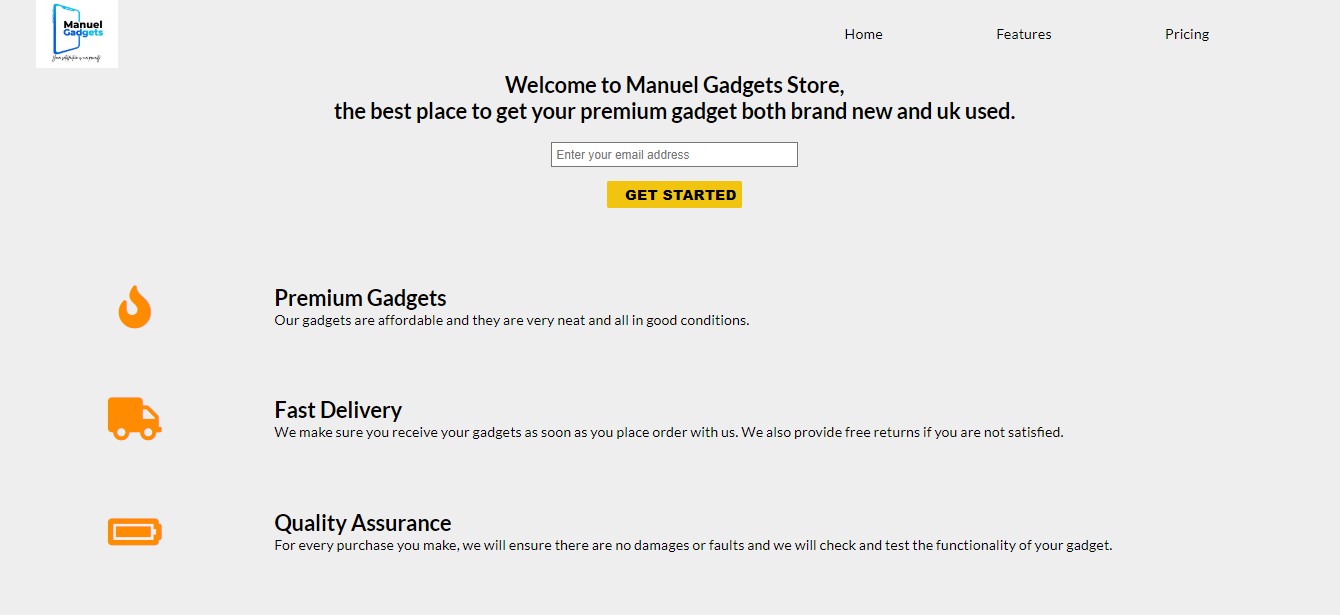 Manuel
Gadgets
Home
Features
Pricing
Welcome to Manuel Gadgets Store,
the best place to get your premium gadget both brand new and uk used.
Enter your email address
GET STARTED
Premium Gadgets
Our gadgets are affordable and they are very neat and all in good conditions.
Fast Delivery
We make sure you receive your gadgets as soon as you place order with us. We also provide free returns if you are not satisfied.
Quality Assurance
For every purchase you make, we will ensure there are no damages or faults and we will check and test the functionality of your gadget.